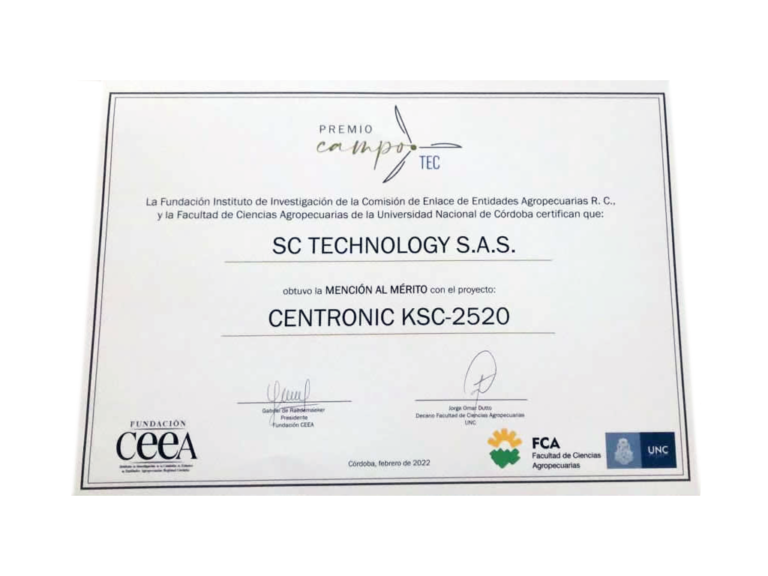 PREMIO
campo
TEC
La Fundación Instituto de Investigación de la Comisión de Enlace de Entidades Agropecuarias R. C.,
y la Facultad de Ciencias Agropecuarias de la Universidad Nacional de Córdoba certifican que:
SC TECHNOLOGY S.A.S.
obtuvo la MENCIÓN AL MÉRITO con el proyecto:
CENTRONIC KSC-2520
Presidente
Fundación CEEA
Jorge Omar Dutto
Decano Facultad de Ciencias Agropecuarias
UNC
FUNDACIÓN
CEEA
Córdoba, febrero de 2022
FCA
Facultad de Ciencias
Agropecuarias
UNC